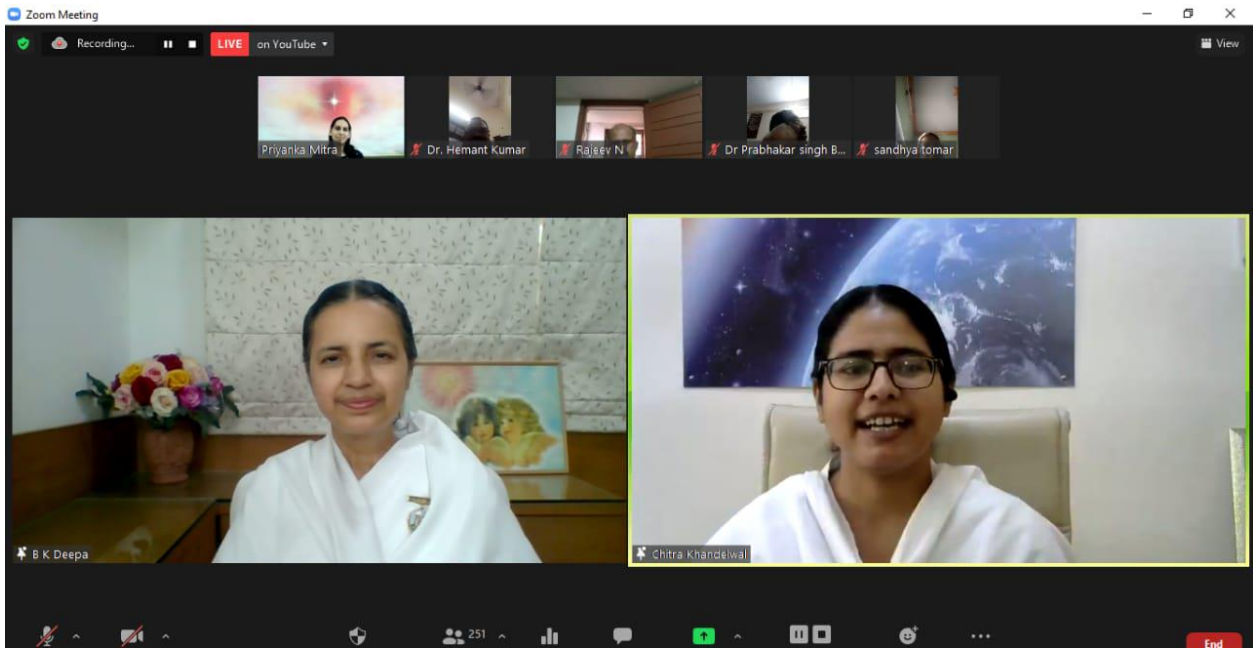 Zoom Meeting
Recording...
LIVE on YouTube
View
Priyanka Mitra
Dr. Hemant Kumar
Rajeev N
Dr Prabhakar singh B...
sandhya tomar
B K Deepa
Chitra Khandelwal
251
End